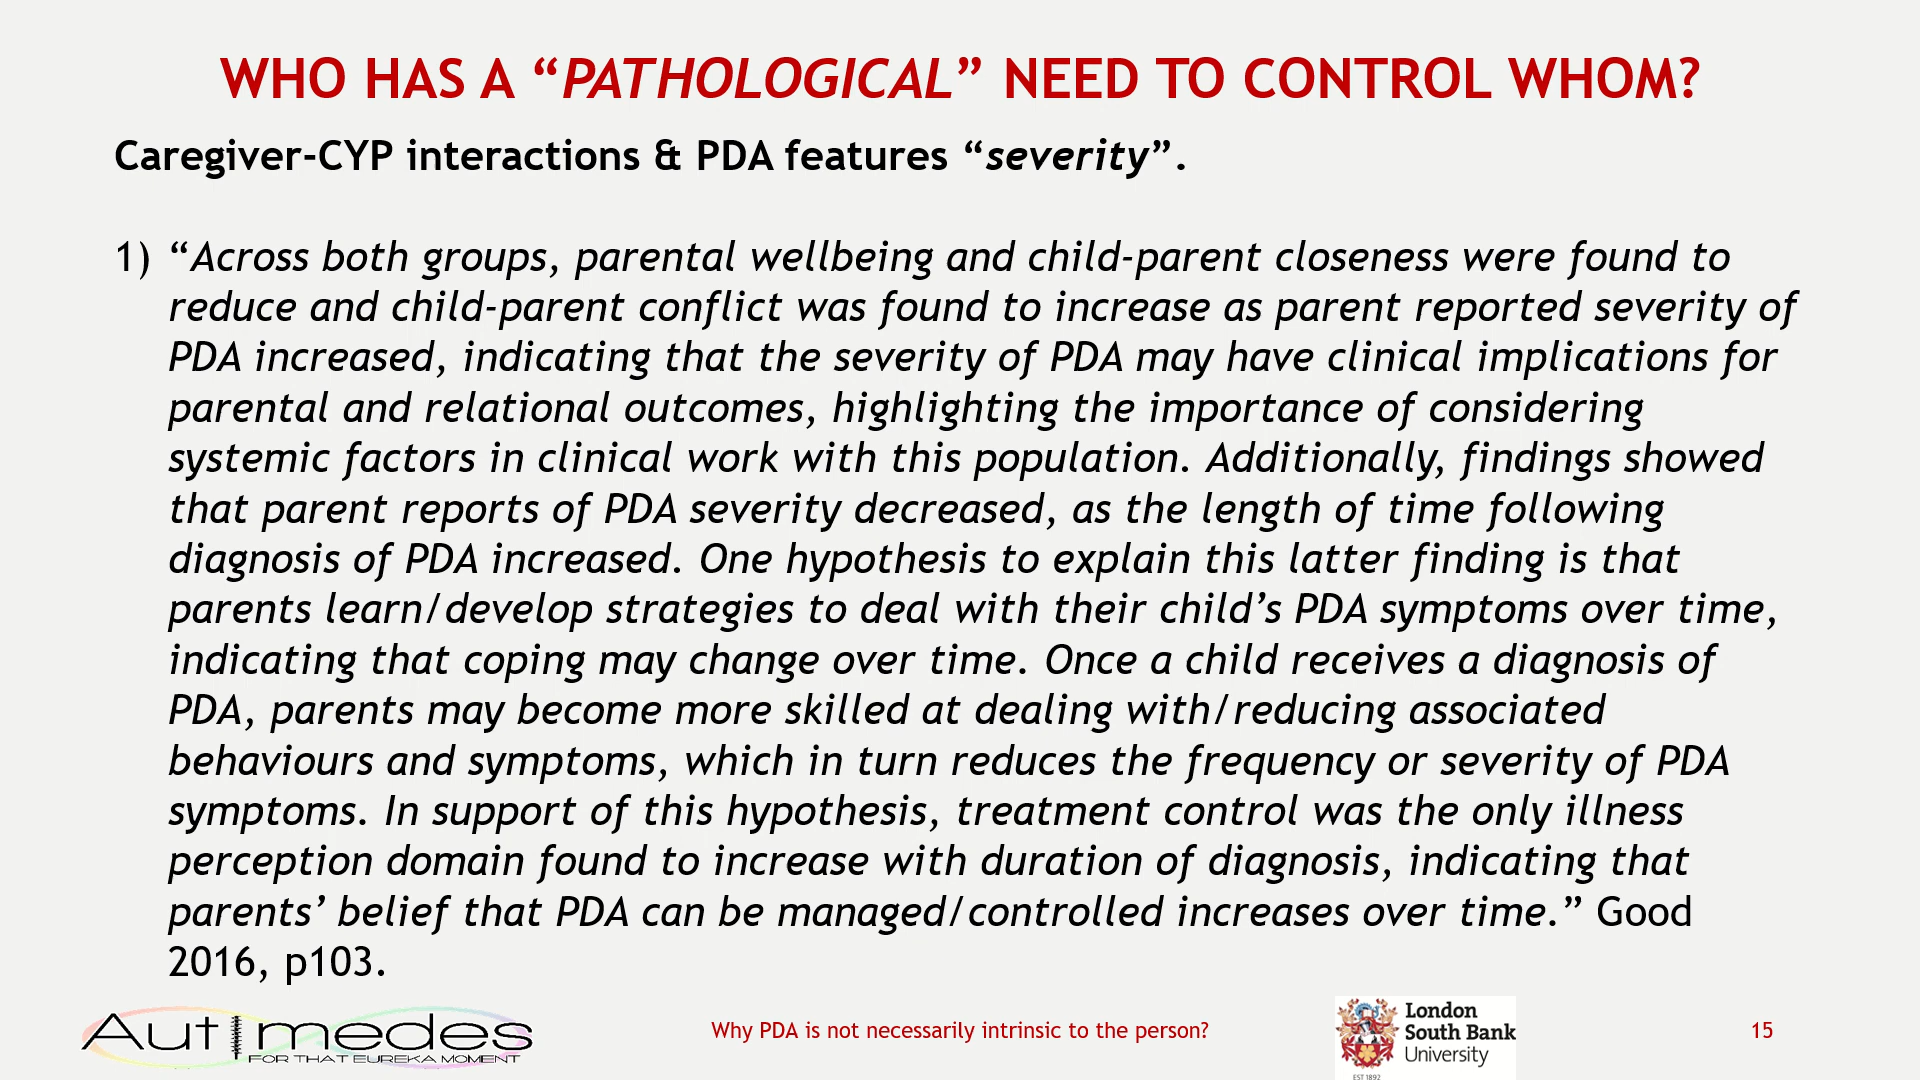 WHO HAS A “PATHOLOGICAL” NEED TO CONTROL WHOM?
Caregiver-CYP interactions & PDA features “severity”.
1) “Across both groups, parental wellbeing and child-parent closeness were found to
reduce and child-parent conflict was found to increase as parent reported severity of
PDA increased, indicating that the severity of PDA may have clinical implications for
parental and relational outcomes, highlighting the importance of considering
systemic factors in clinical work with this population. Additionally, findings showed
that parent reports of PDA severity decreased, as the length of time following
diagnosis of PDA increased. One hypothesis to explain this latter finding is that
parents learn/develop strategies to deal with their child’s PDA symptoms over time,
indicating that coping may change over time. Once a child receives a diagnosis of
PDA, parents may become more skilled at dealing with/reducing associated
behaviours and symptoms, which in turn reduces the frequency or severity of PDA
symptoms. In support of this hypothesis, treatment control was the only illness
perception domain found to increase with duration of diagnosis, indicating that
parents’ belief that PDA can be managed/controlled increases over time.” Good
2016, p103.
Autimedes
FOR THAT EUREKA MOMENT
Why PDA is not necessarily intrinsic to the person?
London
South Bank
University
EST 1892
15